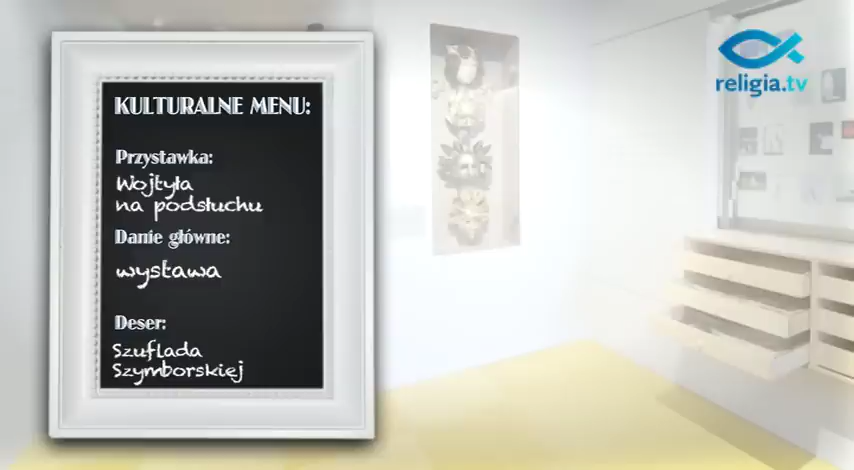 KULTURALNE MENU:
Przystawka:
Wojtyła
na podsłuchu
Danie główne:
wystawa
Deser:
Szuflada
Szymborskiej
religia.tv